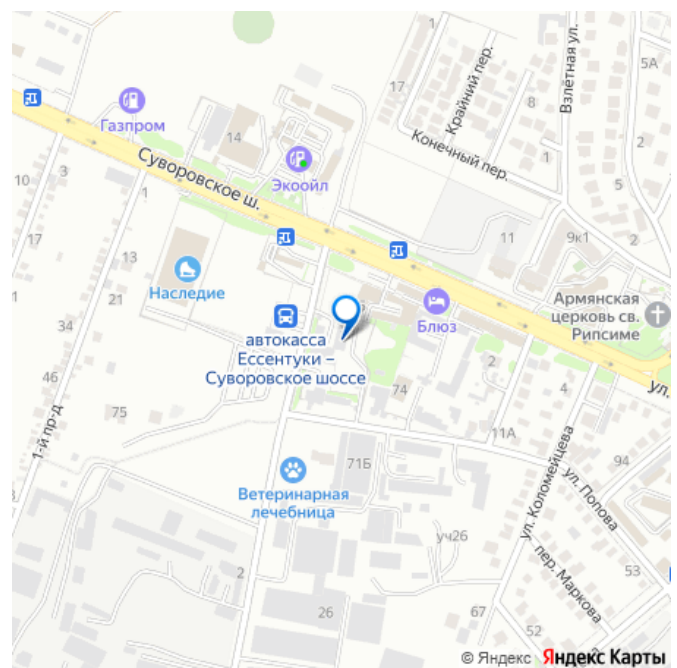 1
Взлётная ул.
5А
17
Крайний пер.
8
Газпром
14
Конечный пер.
Экоойл
3
Суворовское ш.
1
1
5
10
17
11
9к1
2
13
Наследие
21
Армянская
церковь св.
Рипсиме
Блюз
34
автокасса
Ессентуки –
Суворовское шоссе
2
ул.
46
74
4
75
1-й пр-д
11А
94
71Б
ул. Коломейцева
ул. Попова
Ветеринарная
лечебница
уч26
пер. Маркова
53
2
26
67
52
© Яндекс Яндекс Карты